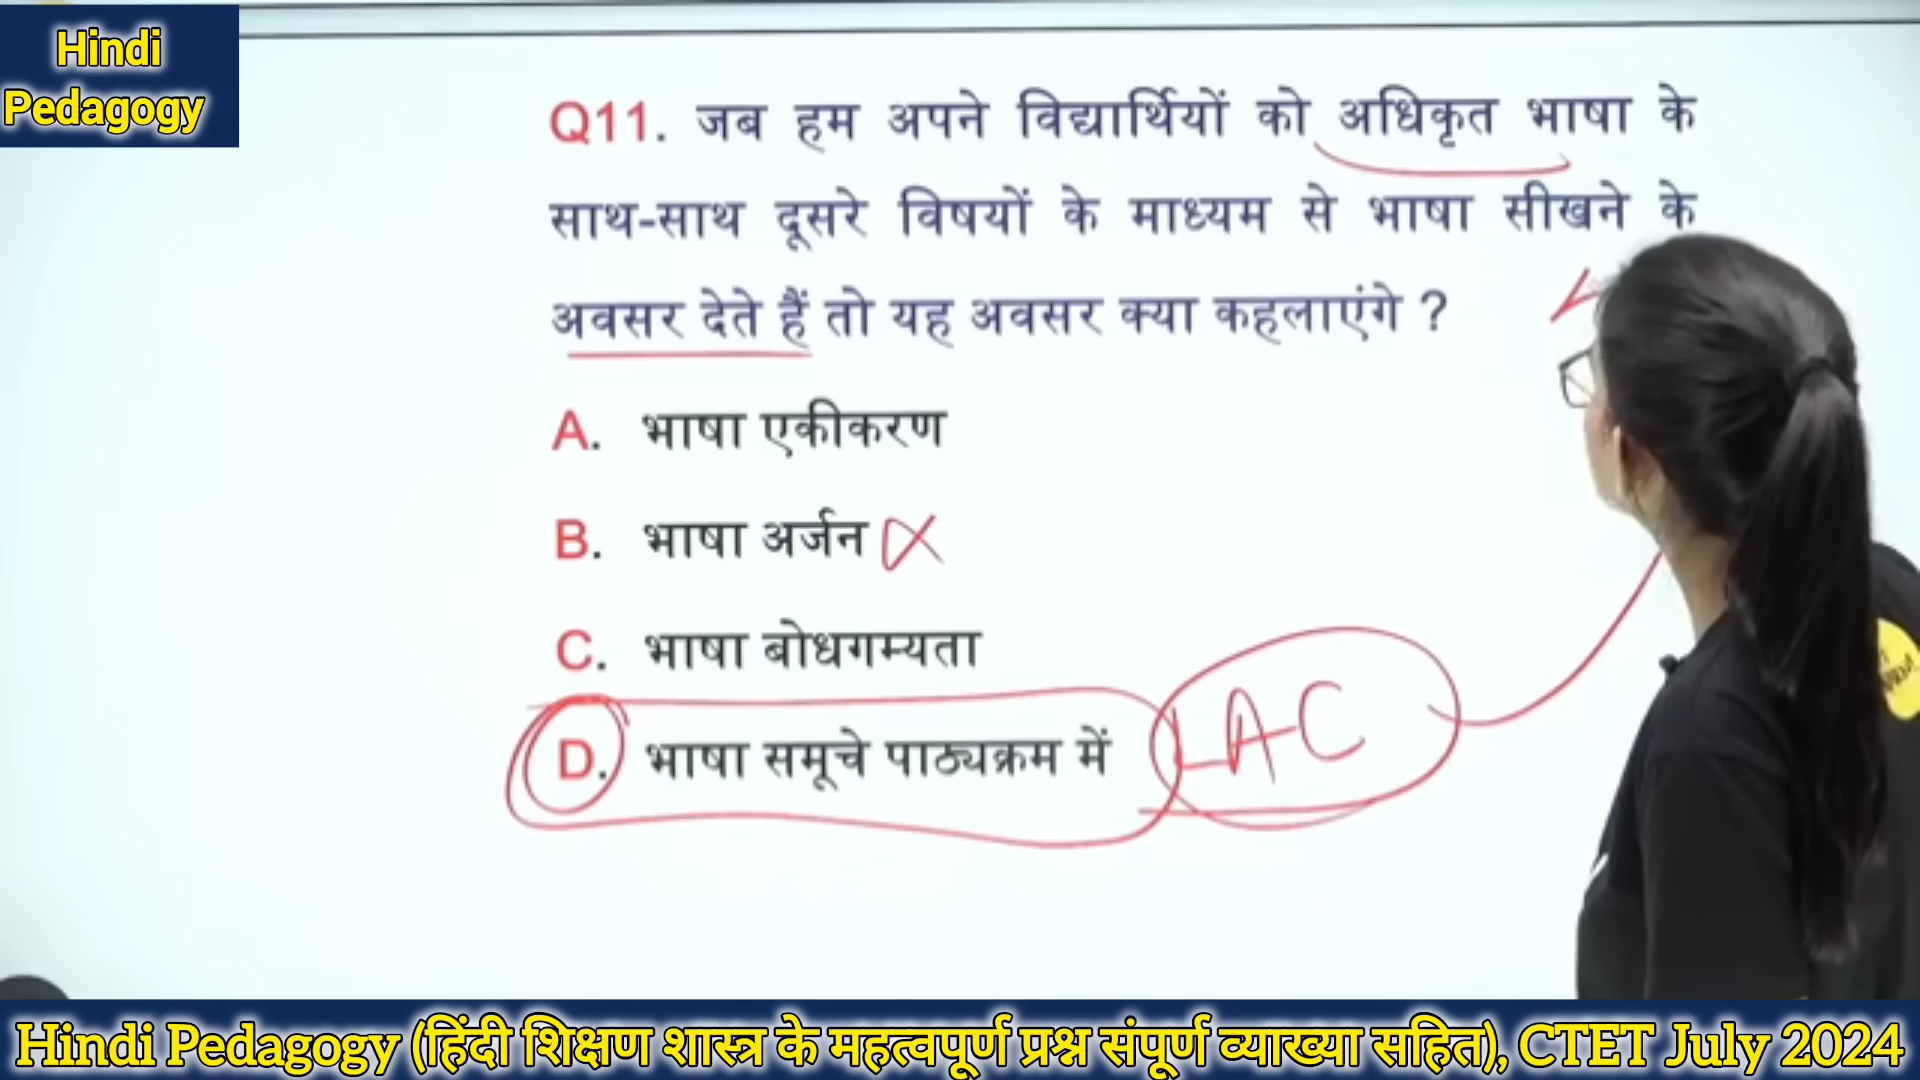 Hindi
Pedagogy
Q11. जब हम अपने विद्यार्थियों को अधिकृत भाषा के
साथ-साथ दूसरे विषयों के माध्यम से भाषा सीखने के
अवसर देते हैं तो यह अवसर क्या कहलाएंगे ?
A. भाषा एकीकरण
B. भाषा अर्जन
C. भाषा बोधगम्यता
D. भाषा समूचे पाठ्यक्रम में
LAC
Hindi Pedagogy (हिंदी शिक्षण शास्त्र के महत्वपूर्ण प्रश्न संपूर्ण व्याख्या सहित), CTET July 2024